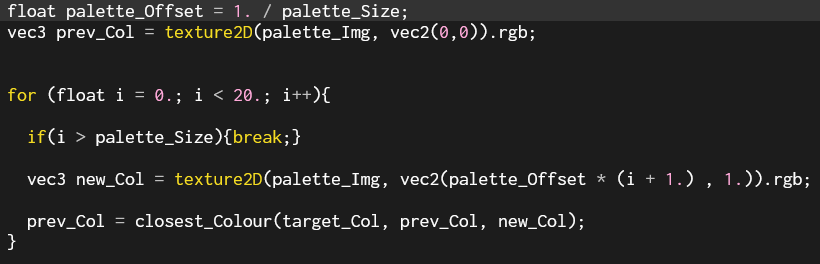 float palette_Offset = 1. / palette_Size;
vec3 prev_Col = texture2D(palette_Img, vec2(0,0)).rgb;
for (float i = 0.; i < 20.; i++){
if(i > palette_Size){break;}
vec3 new_Col = texture2D(palette_Img, vec2(palette_Offset * (i + 1.) , 1.)).rgb;
prev_Col = closest_Colour(target_Col, prev_Col, new_Col);
}